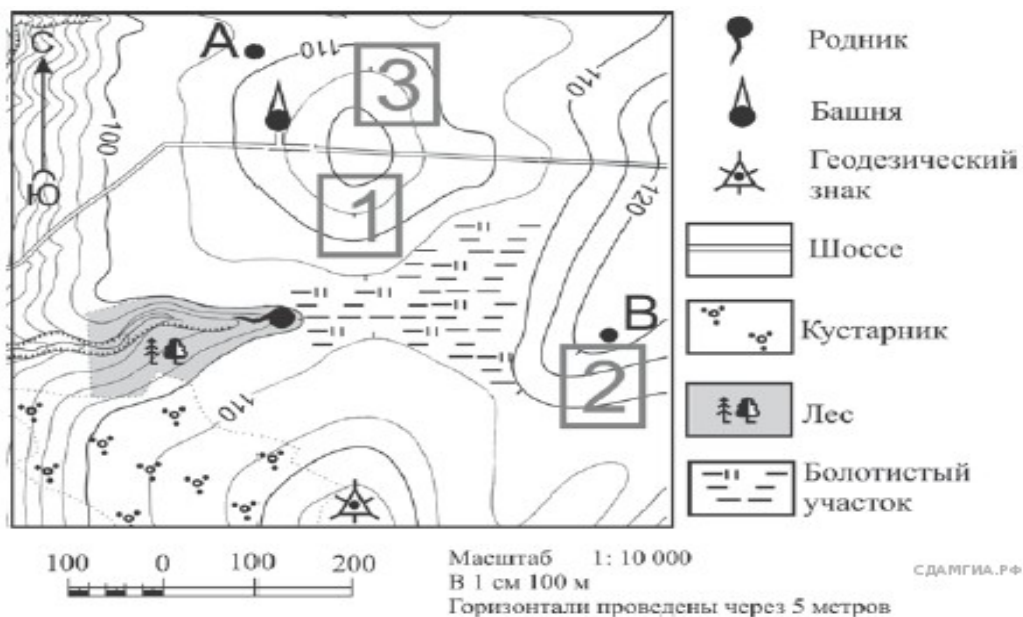 С
Ю
А
В
1
2
3
110
100
110
120
110
Родник
Башня
Геодезический
знак
Шоссе
Кустарник
Лес
Болотистый
участок
100 0 100 200
Масштаб 1: 10 000
В 1 см 100 м
Горизонтали проведены через 5 метров
СДАМГИА.РФ